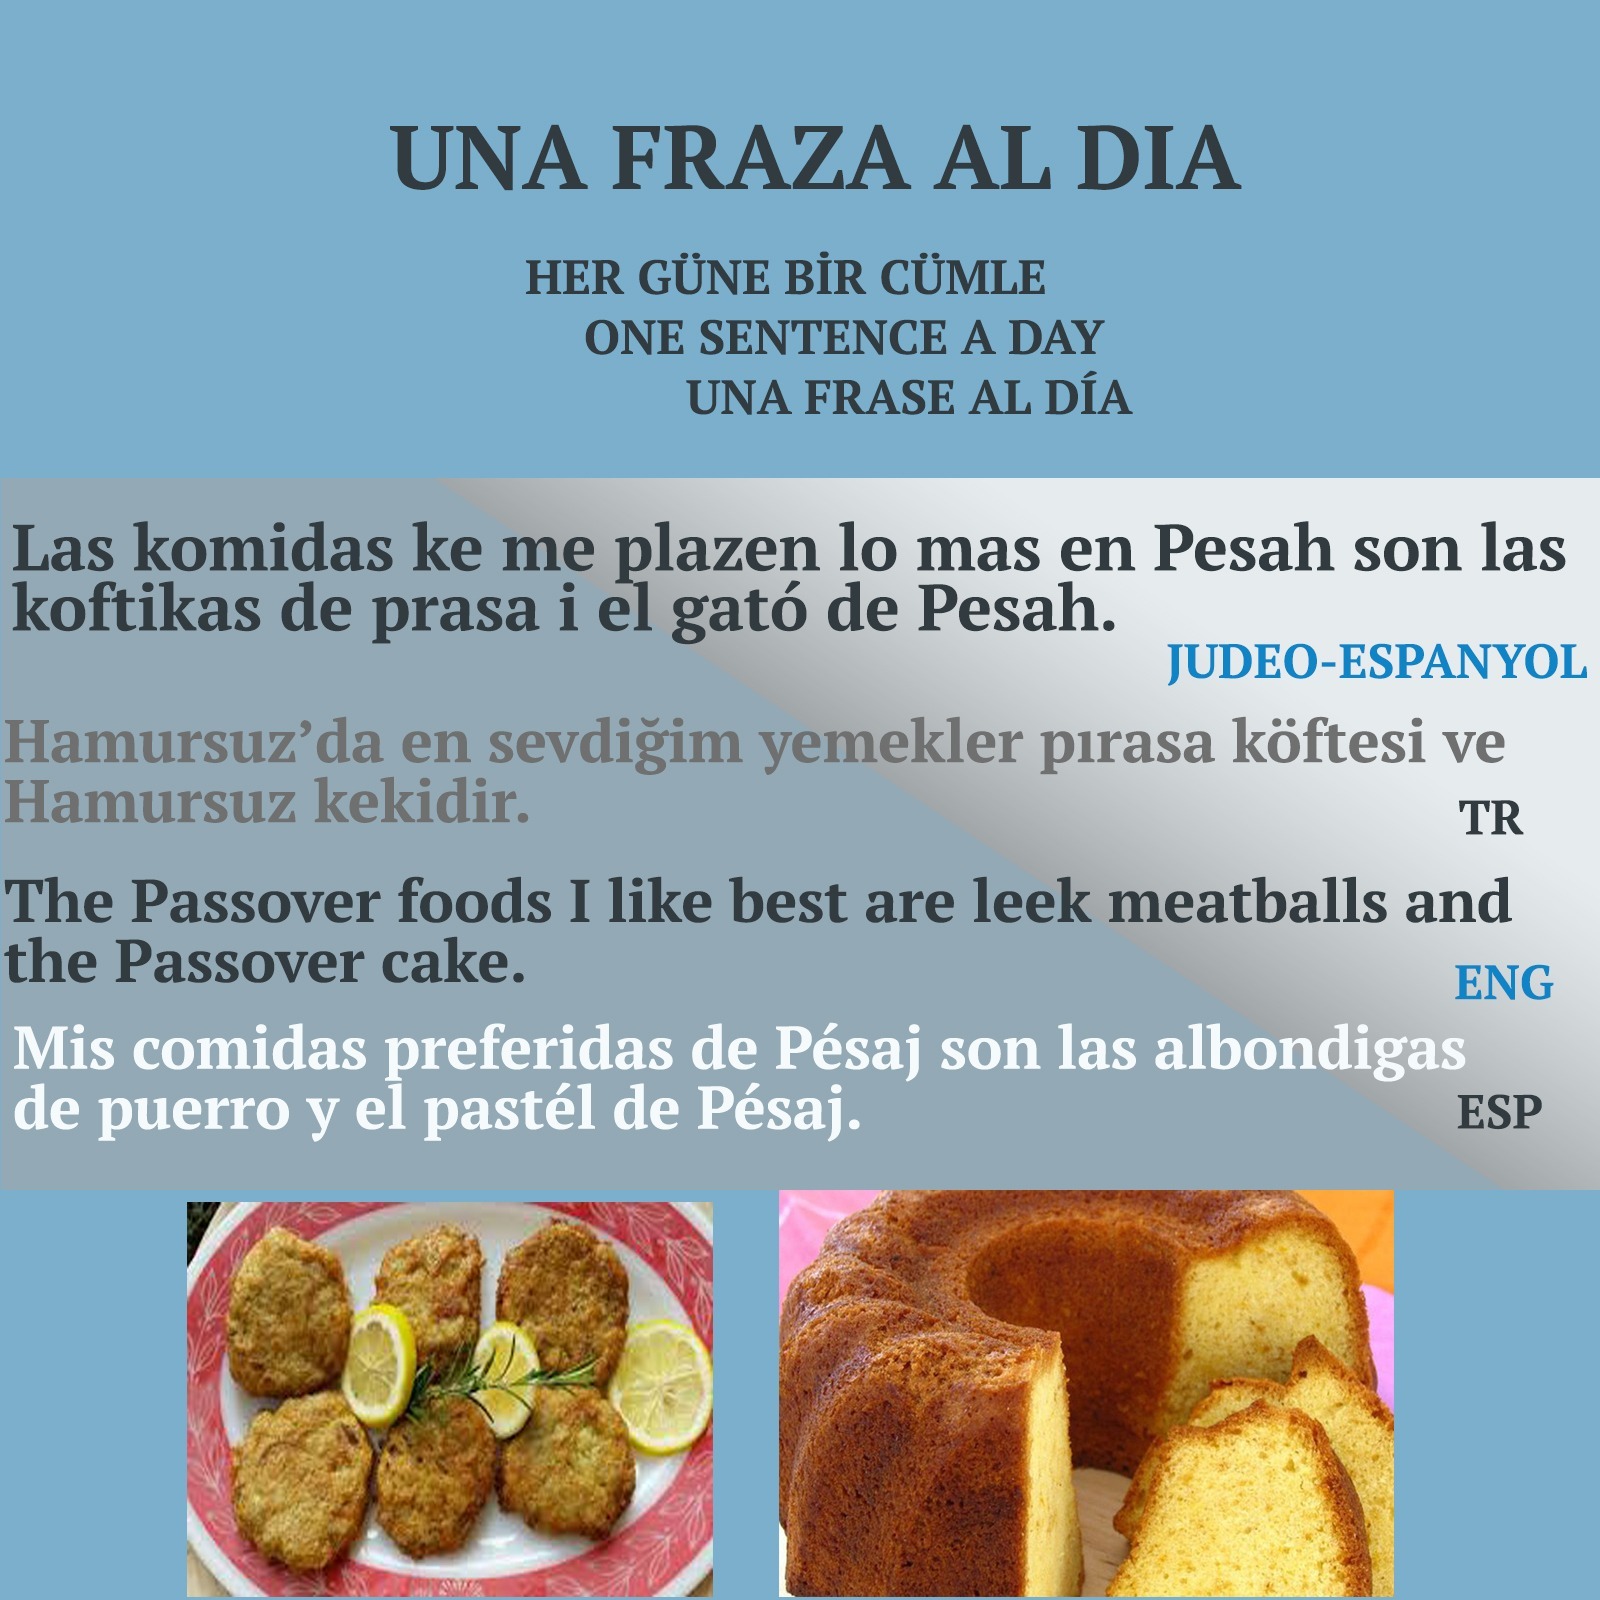 UNA FRAZA AL DIA
HER GÜNE BİR CÜMLE
ONE SENTENCE A DAY
UNA FRASE AL DÍA
Las komidas ke me plazen lo mas en Pesah son las
koftikas de prasa i el gató de Pesah.
JUDEO-ESPANYOL
Hamursuz’da en sevdiğim yemekler pırasa köftesi ve
Hamursuz kekidir.
TR
The Passover foods I like best are leek meatballs and
the Passover cake.
ENG
Mis comidas preferidas de Pésaj son las albondigas
de puerro y el pastél de Pésaj.
ESP